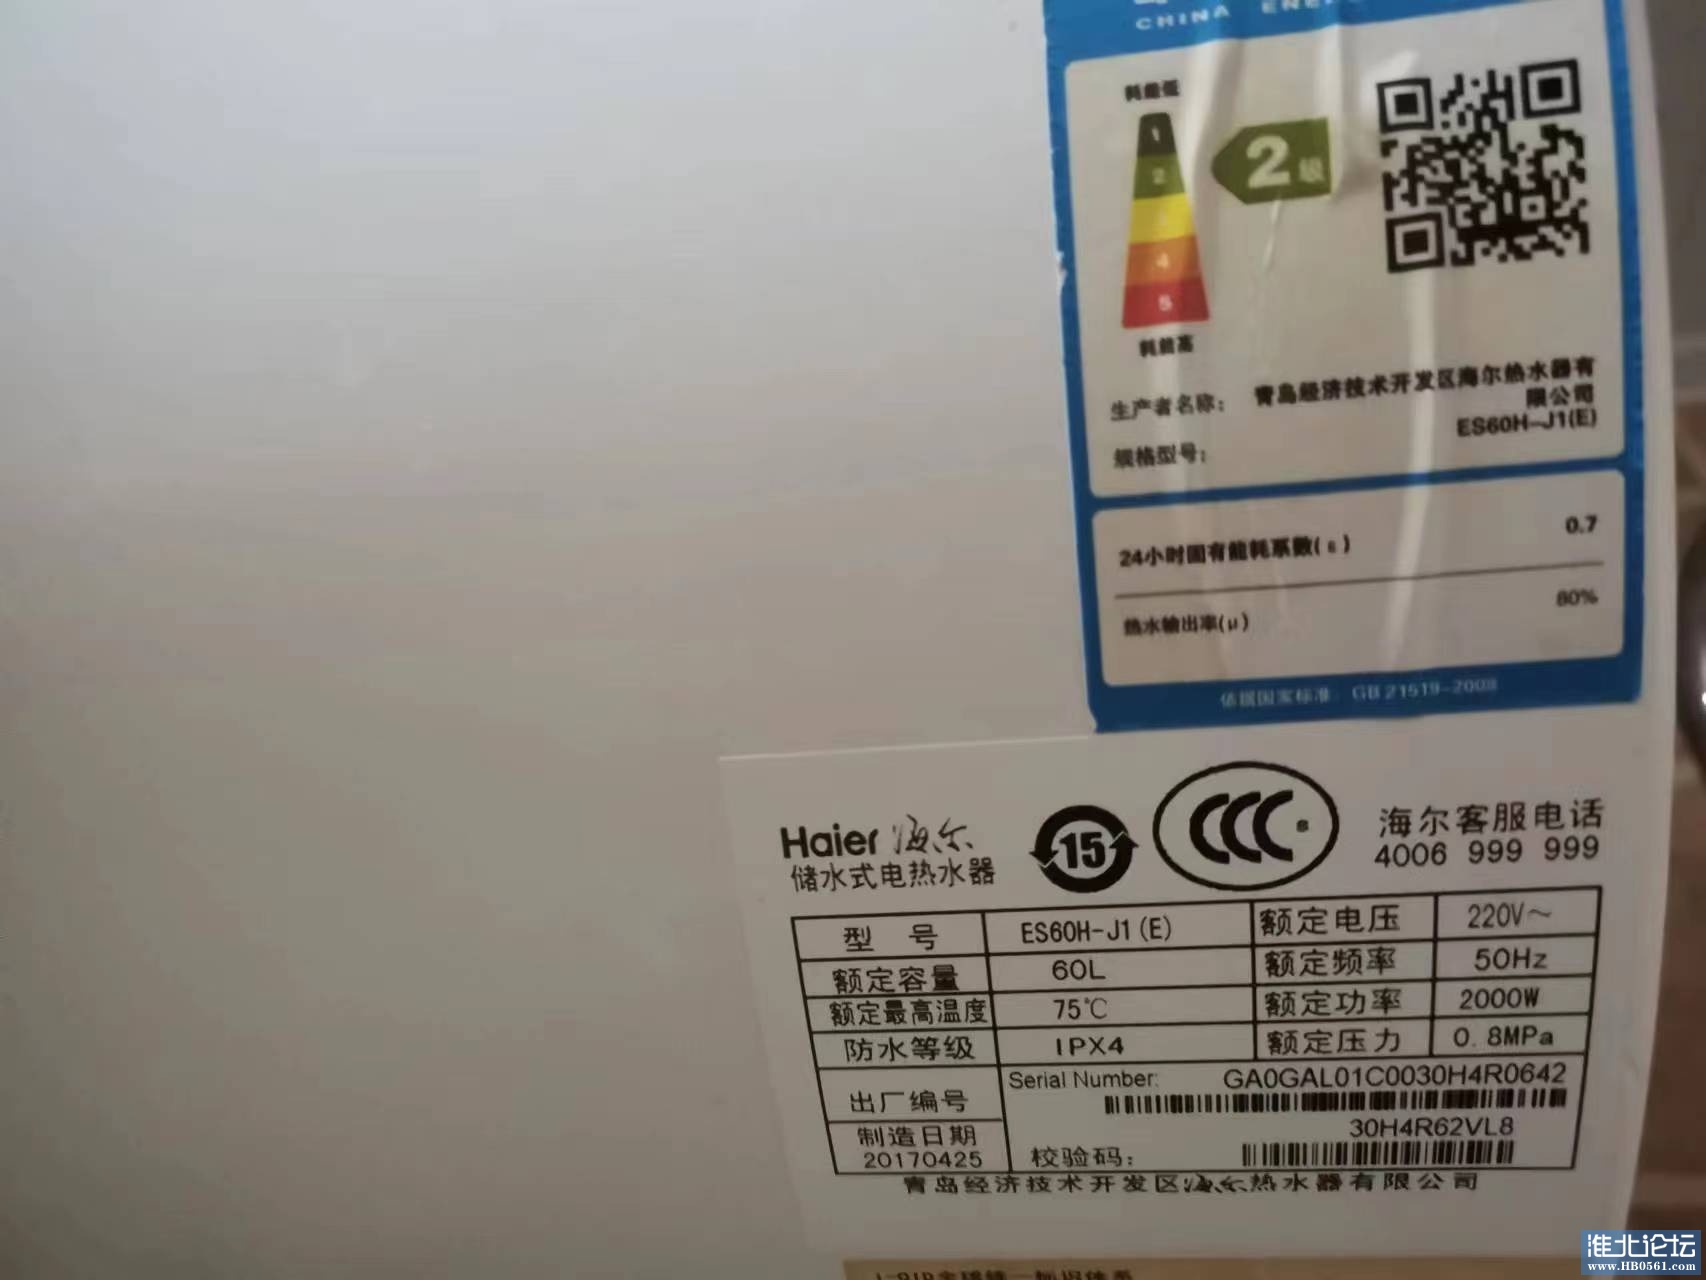 CHINA ENE
耗能低
1
2
4
5
2级
耗能高
生产者名称： 青岛经济技术开发区海尔热水器有
限公司
规格型号： ES60H-J1(E)
24小时固有能耗系数(ε) 0.7
热水输出率(μ) 80%
依据国家标准：GB 21519-2008
Haier 海尔
储水式电热水器
15
CCC S
海尔客服电话
4006 999 999
型 号 ES60H-J1(E) 额定电压 220V~
额定容量 60L 额定频率 50Hz
额定最高温度 75℃ 额定功率 2000W
防水等级 IPX4 额定压力 0.8MPa
出厂编号 Serial Number: GA0GAL01C0030H4R0642
制造日期
20170425
30H4R62VL8
校验码：
青岛经济技术开发区海尔热水器有限公司
淮北论坛
www.HB0561.com